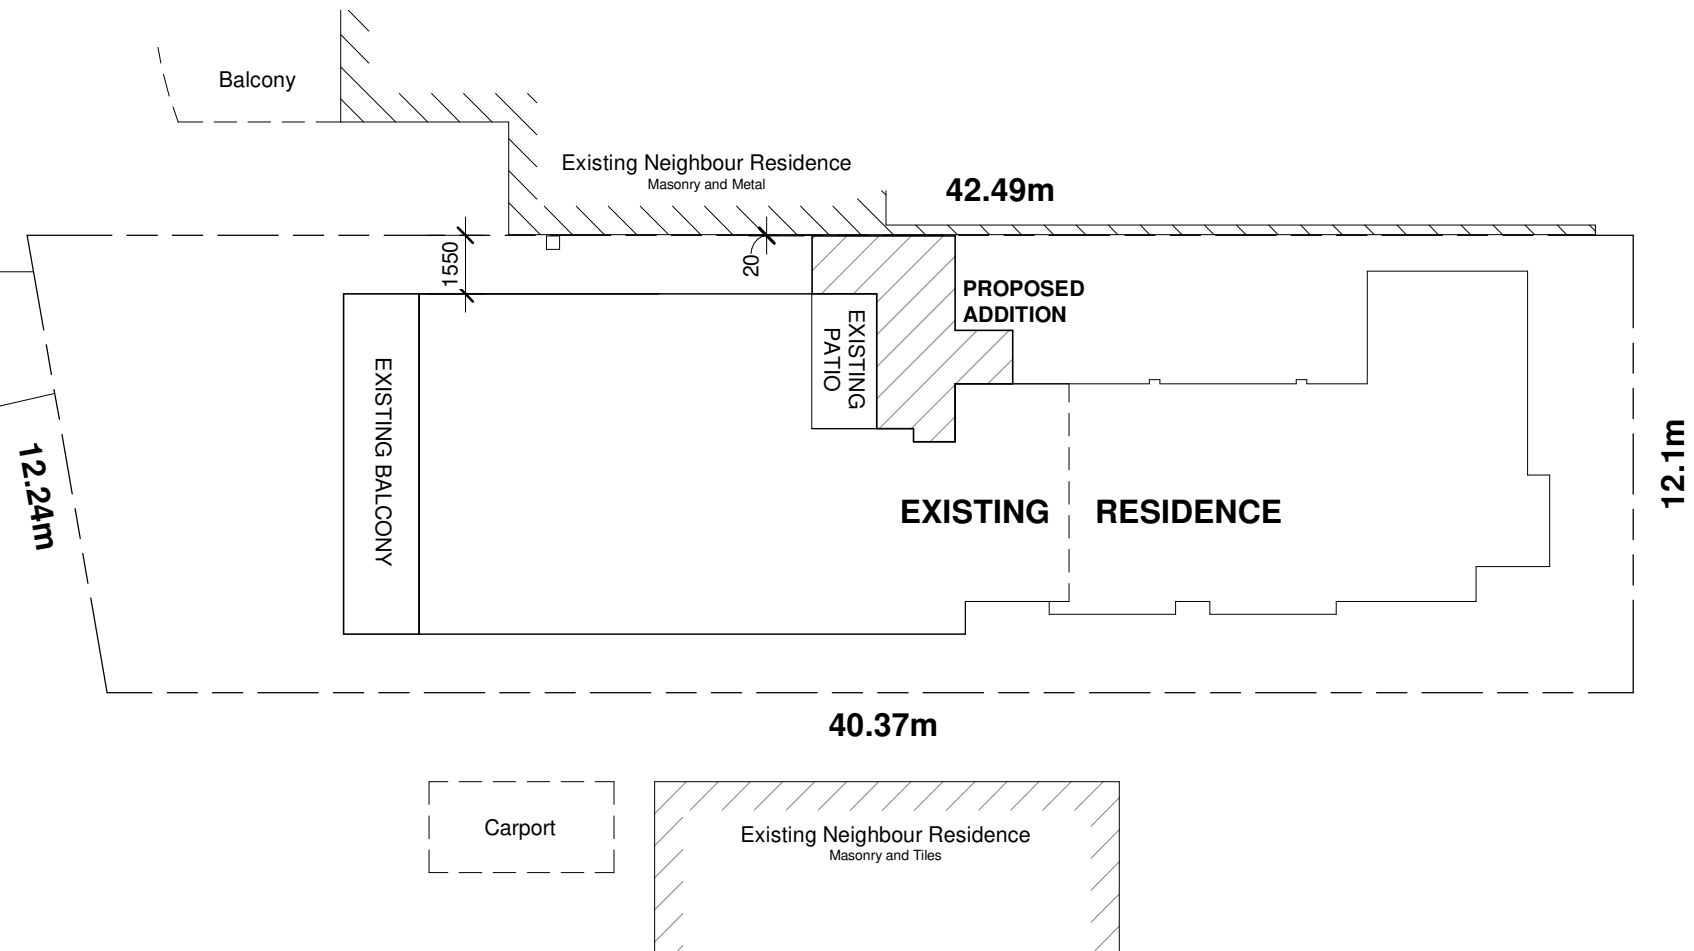 Balcony
Existing Neighbour Residence
Masonry and Metal
42.49m
1550
20
PROPOSED
ADDITION
EXISTING
PATIO
EXISTING BALCONY
12.24m
12.1m
EXISTING RESIDENCE
40.37m
Carport
Existing Neighbour Residence
Masonry and Tiles